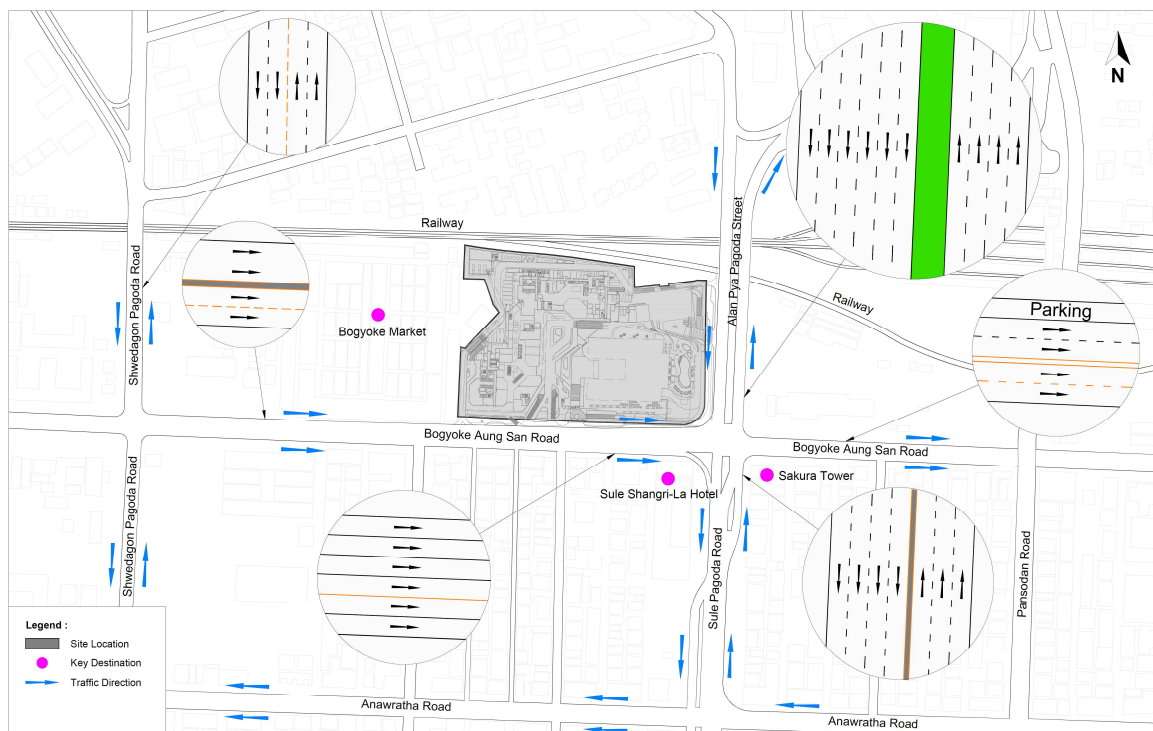 N
Railway
Alan Pya Pagoda Street
Shwedagon Pagoda Road
Railway
Parking
Bogyoke Market
Bogyoke Aung San Road
Bogyoke Aung San Road
Sule Shangri-La Hotel
Sakura Tower
Shwedagon Pagoda Road
Sule Pagoda Road
Pansodan Road
Legend :
Site Location
Key Destination
Traffic Direction
Anawratha Road
Anawratha Road